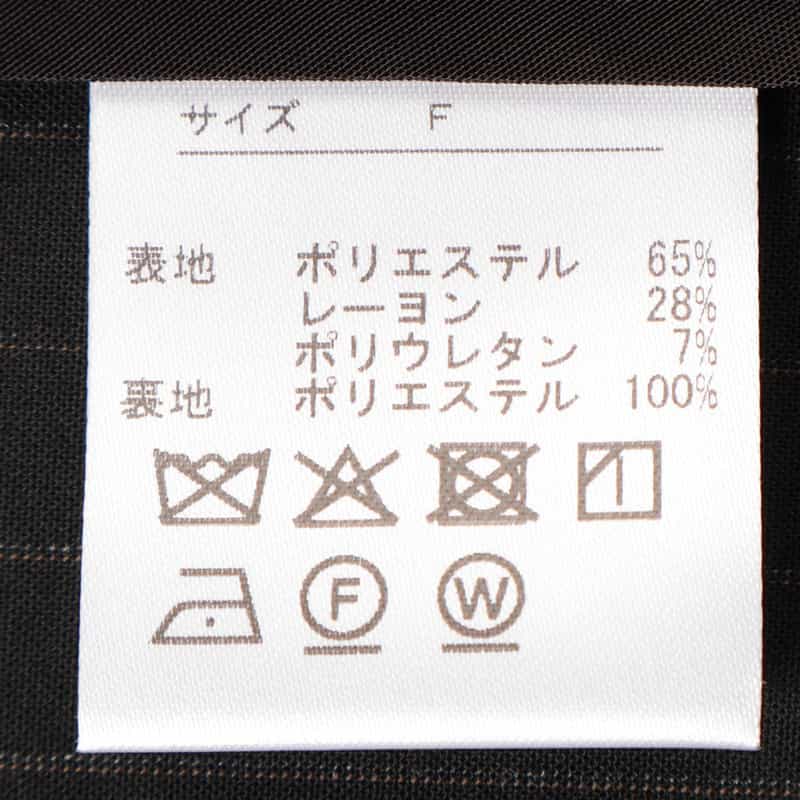 サイズ F
表地 ポリエステル 65%
レーヨン 28%
ポリウレタン 7%
裏地 ポリエステル 100%
F W